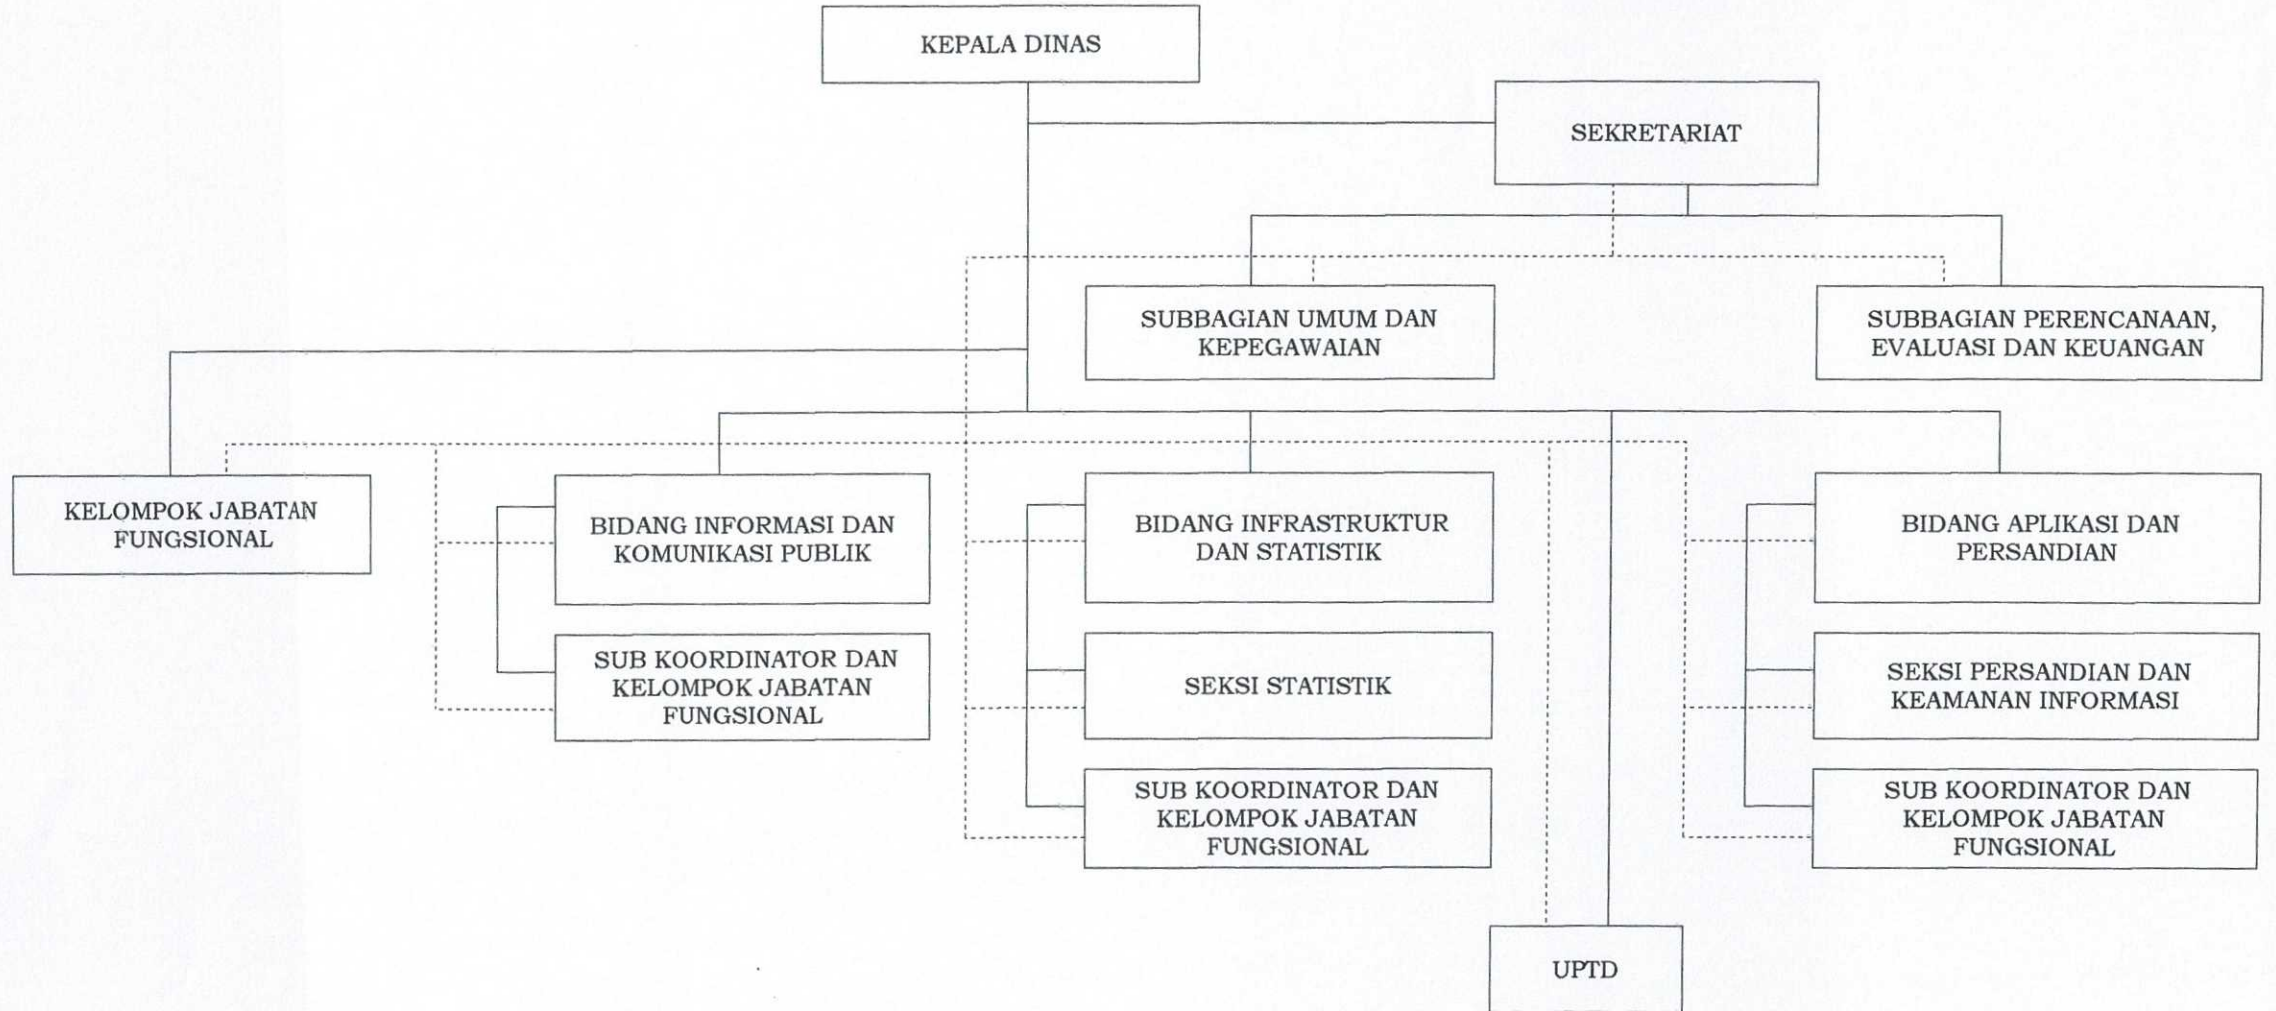 KEPALA DINAS
SEKRETARIAT
SUBBAGIAN UMUM DAN
KEPEGAWAIAN
SUBBAGIAN PERENCANAAN,
EVALUASI DAN KEUANGAN
KELOMPOK JABATAN
FUNGSIONAL
BIDANG INFORMASI DAN
KOMUNIKASI PUBLIK
BIDANG INFRASTRUKTUR
DAN STATISTIK
BIDANG APLIKASI DAN
PERSANDIAN
SUB KOORDINATOR DAN
KELOMPOK JABATAN
FUNGSIONAL
SEKSI STATISTIK
SEKSI PERSANDIAN DAN
KEAMANAN INFORMASI
SUB KOORDINATOR DAN
KELOMPOK JABATAN
FUNGSIONAL
SUB KOORDINATOR DAN
KELOMPOK JABATAN
FUNGSIONAL
UPTD